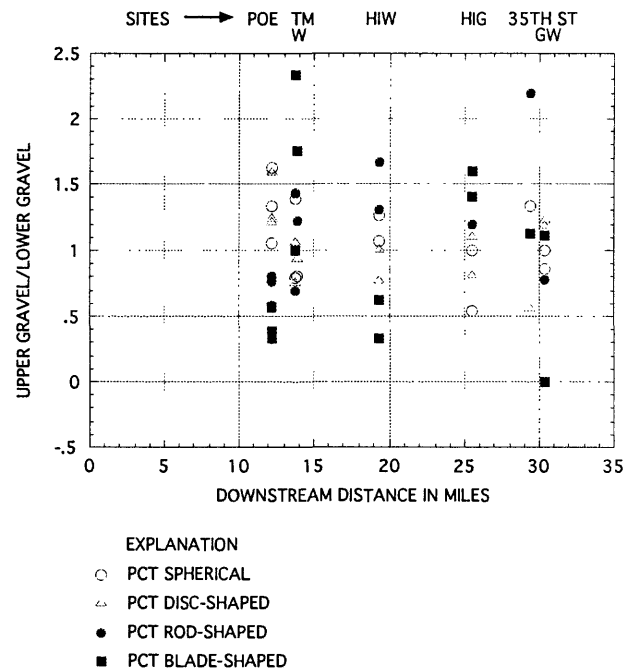 SITES POE TM HIW HIG 35TH ST
W GW
2.5
2
1.5
1
.5
0
-.5
UPPER GRAVEL/LOWER GRAVEL
0 5 10 15 20 25 30 35
DOWNSTREAM DISTANCE IN MILES
EXPLANATION
PCT SPHERICAL
PCT DISC-SHAPED
PCT ROD-SHAPED
PCT BLADE-SHAPED